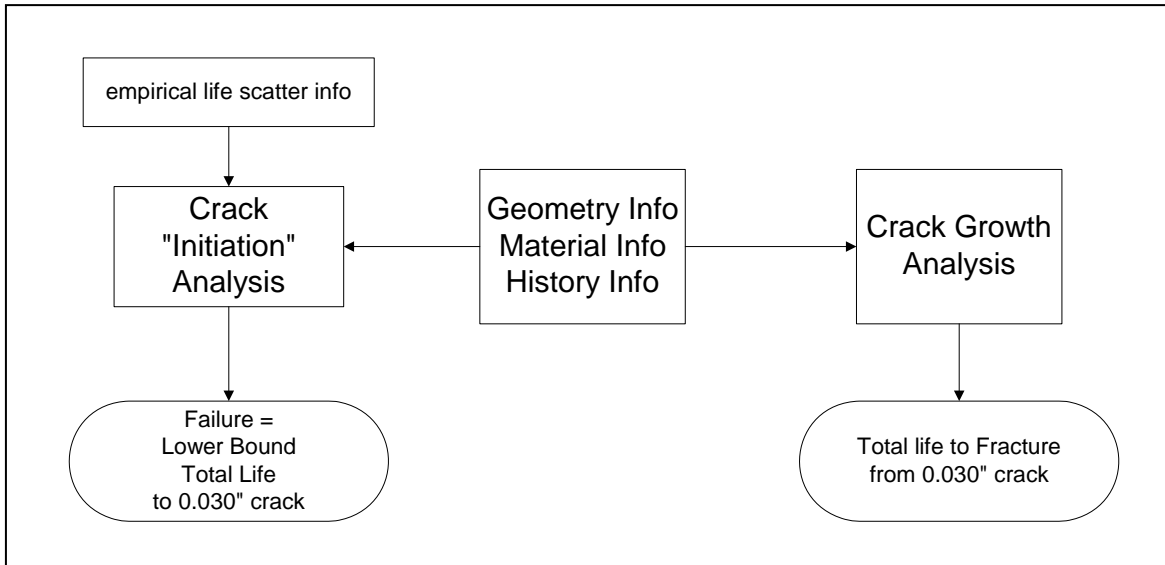 empirical life scatter info
Crack
"Initiation"
Analysis
Geometry Info
Material Info
History Info
Crack Growth
Analysis
Failure =
Lower Bound
Total Life
to 0.030" crack
Total life to Fracture
from 0.030" crack